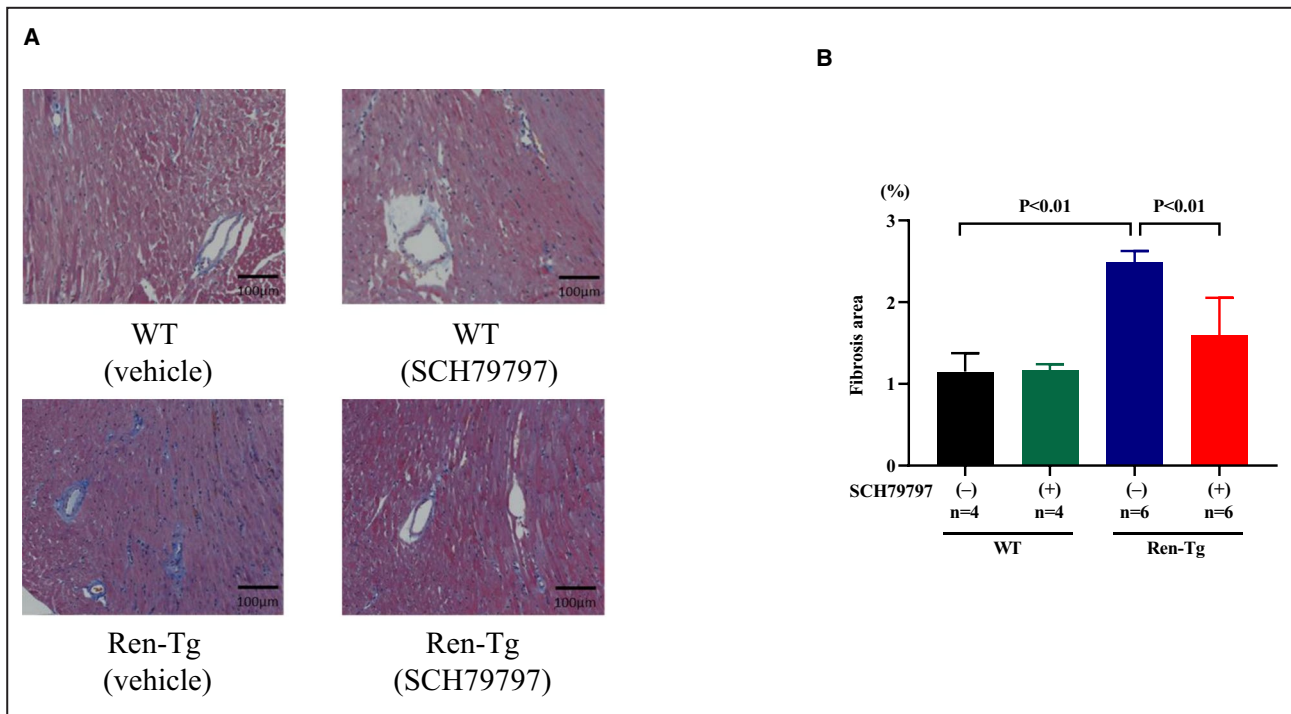 A
100μm
100μm
WT
(vehicle)
WT
(SCH79797)
100μm
100μm
Ren-Tg
(vehicle)
Ren-Tg
(SCH79797)
B
(%)
P<0.01
P<0.01
3
2
1
0
Fibrosis area
SCH79797 (–) (+) (–) (+)
n=4 n=4 n=6 n=6
WT Ren-Tg